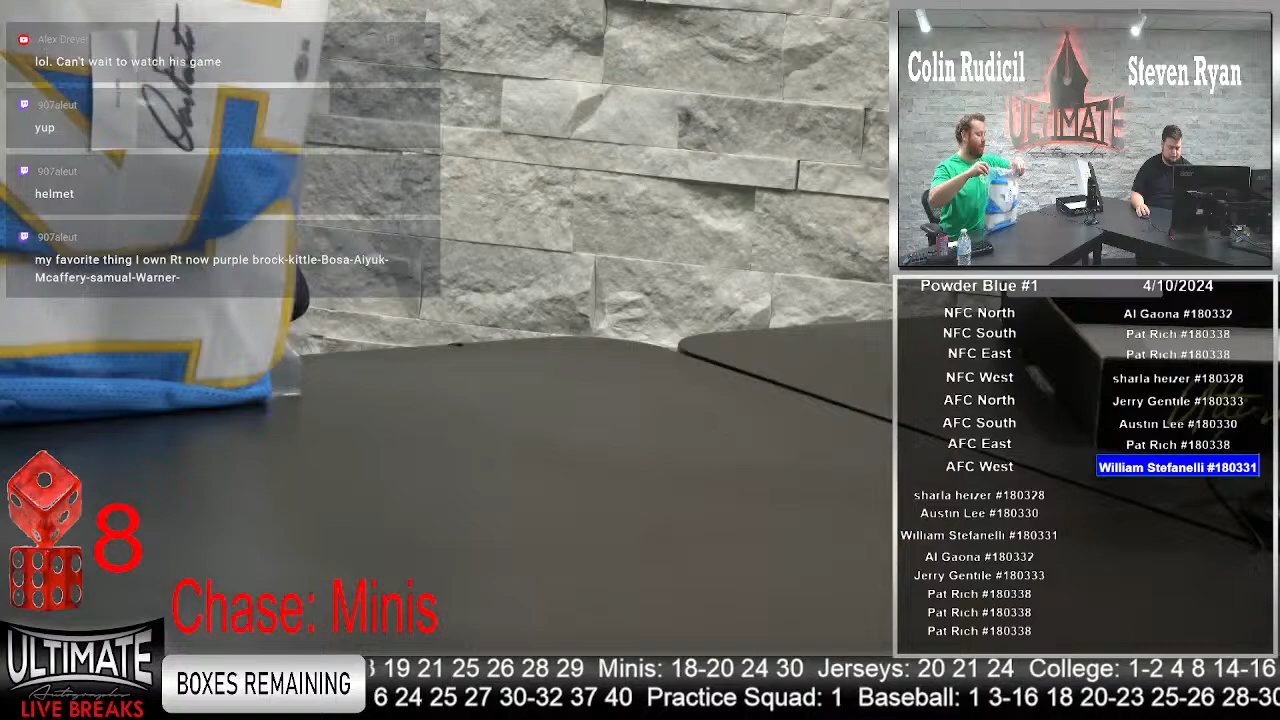 Alex Dreve
lol. Can't wait to watch his game
907aleut
yup
907aleut
helmet
907aleut
my favorite thing I own Rt now purple brock-kittle-Bosa-Aiyuk-
Mcaffery-samual-Warner-
8
Chase: Minis
ULTIMATE
Autographs
LIVE BREAKS
BOXES REMAINING
19 21 25 26 28 29 Minis: 18-20 24 30 Jerseys: 20 21 24 College: 1-2 4 8 14-16
6 24 25 27 30-32 37 40 Practice Squad: 1 Baseball: 1 3-16 18 20-23 25-26 28-30
Colin Rudicil
Steven Ryan
ULTIMATE
Powder Blue #1 4/10/2024
NFC North Al Gaona #180332
NFC South Pat Rich #180338
NFC East Pat Rich #180338
NFC West sharla heizer #180328
AFC North Jerry Gentile #180333
AFC South Austin Lee #180330
AFC East Pat Rich #180338
AFC West William Stefanelli #180331
sharla heizer #180328
Austin Lee #180330
William Stefanelli #180331
Al Gaona #180332
Jerry Gentile #180333
Pat Rich #180338
Pat Rich #180338
Pat Rich #180338